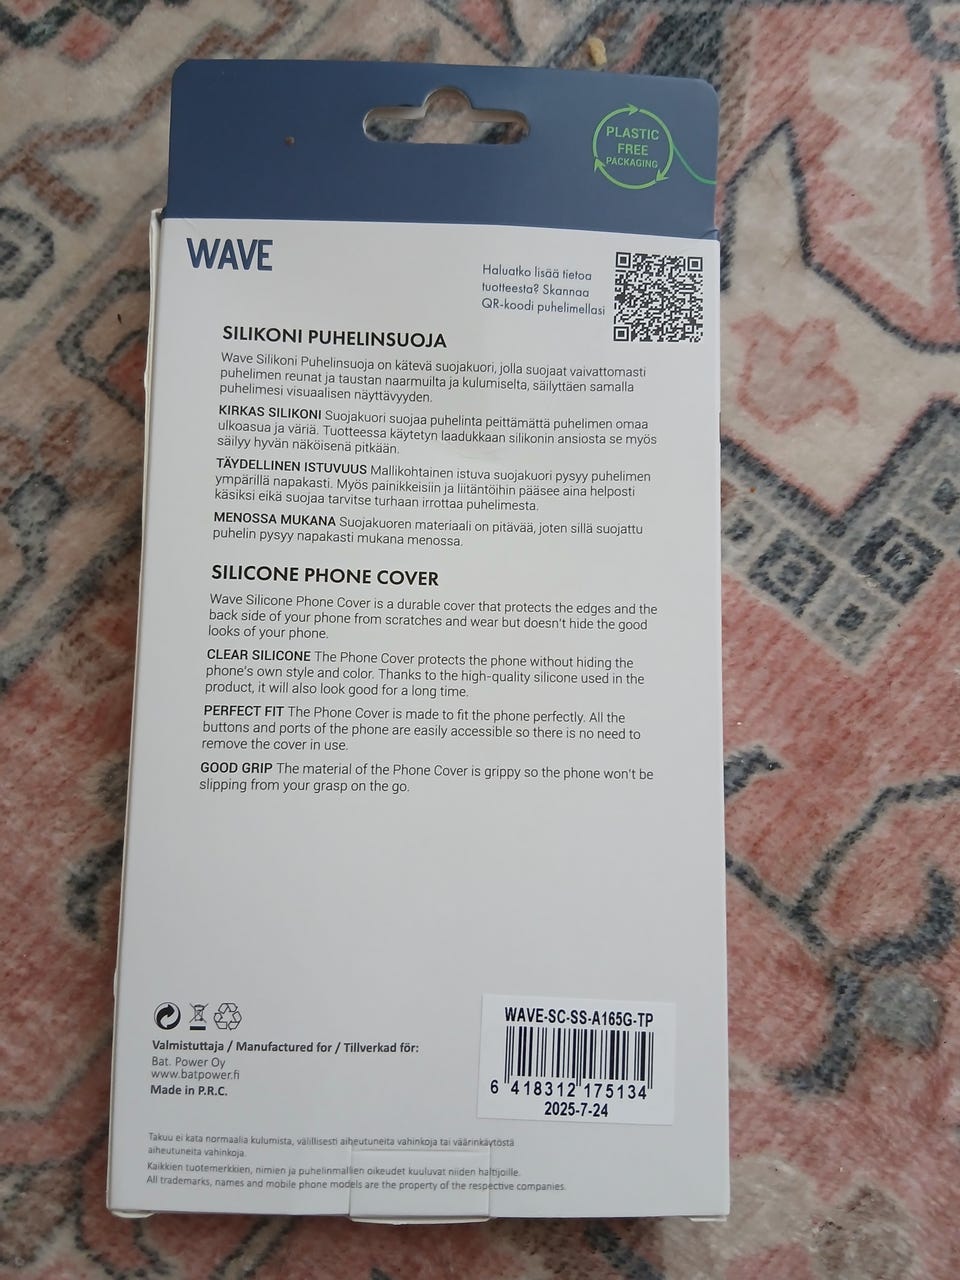 PLASTIC
FREE
PACKAGING
WAVE
Haluatko lisää tietoa
tuotteesta? Skannaa
QR-koodi puhelimellasi
SILIKONI PUHELINSUOJA
Wave Silikoni Puhelinsuoja on kätevä suojakuori, jolla suojaat vaivattomasti
puhelimen reunat ja taustan naarmuilta ja kulumiselta, säilyttäen samalla
puhelimesi visuaalisen näyttävyyden.
KIRKAS SILIKONI Suojakuori suojaa puhelinta peittämättä puhelimen omaa
ulkoasua ja väriä. Tuotteessa käytetyn laadukkaan silikonin ansiosta se myös
säilyy hyvän näköisenä pitkään.
TÄYDELLINEN ISTUVUUS Mallikohtainen istuva suojakuori pysyy puhelimen
ympärillä napakasti. Myös painikkeisiin ja liitäntöihin pääsee aina helposti
käsiksi eikä suojaa tarvitse turhaan irrottaa puhelimesta.
MENOSSA MUKANA Suojakuoren materiaali on pitävää, joten sillä suojattu
puhelin pysyy napakasti mukana menossa.
SILICONE PHONE COVER
Wave Silicone Phone Cover is a durable cover that protects the edges and the
back side of your phone from scratches and wear but doesn't hide the good
looks of your phone.
CLEAR SILICONE The Phone Cover protects the phone without hiding the
phone's own style and color. Thanks to the high-quality silicone used in the
product, it will also look good for a long time.
PERFECT FIT The Phone Cover is made to fit the phone perfectly. All the
buttons and ports of the phone are easily accessible so there is no need to
remove the cover in use.
GOOD GRIP The material of the Phone Cover is grippy so the phone won't be
slipping from your grasp on the go.
Valmistuttaja / Manufactured for / Tillverkad för:
Bat. Power Oy
www.batpower.fi
Made in P.R.C.
WAVE-SC-SS-A165G-TP
6 418312 175134
2025-7-24
Takuu ei kata normaalia kulumista, välillisesti aiheutuneita vahinkoja tai väärinkäytöstä
aiheutuneita vahinkoja.
Kaikkien tuotemerkkien, nimien ja puhelinmallien oikeudet kuuluvat niiden haltijoille.
All trademarks, names and mobile phone models are the property of the respective companies.